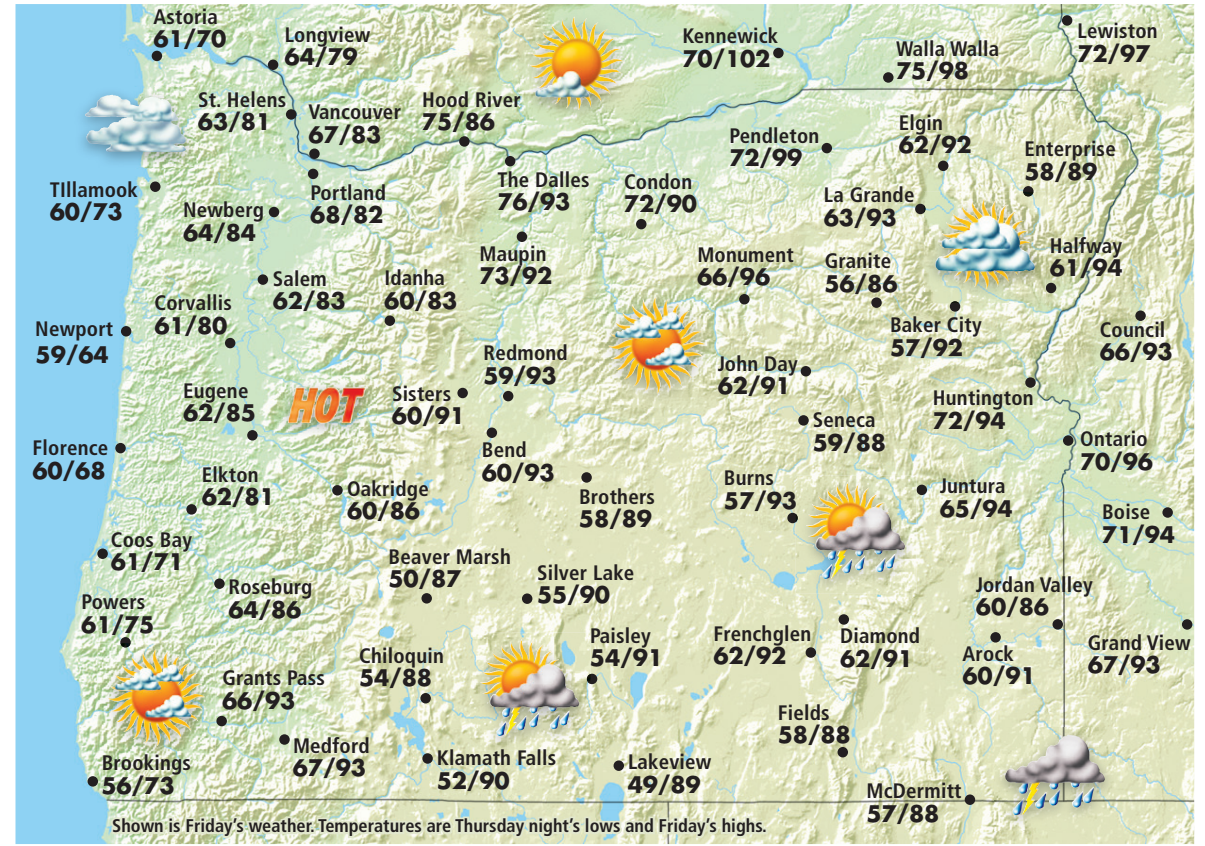 Astoria
61/70
Longview
64/79
Kennewick
70/102
Walla Walla
75/98
Lewiston
72/97
St. Helens
63/81
Vancouver
67/83
Hood River
75/86
Pendleton
72/99
Elgin
62/92
Enterprise
58/89
TIllamook
60/73
Newberg
64/84
Portland
68/82
The Dalles
76/93
Condon
72/90
La Grande
63/93
Maupin
73/92
Monument
66/96
Granite
56/86
Halfway
61/94
Salem
62/83
Idanha
60/83
Corvallis
61/80
Newport
59/64
Baker City
57/92
Council
66/93
Redmond
59/93
John Day
62/91
Eugene
62/85
HOT
Sisters
60/91
Huntington
72/94
Seneca
59/88
Florence
60/68
Bend
60/93
Ontario
70/96
Elkton
62/81
Oakridge
60/86
Brothers
58/89
Burns
57/93
Juntura
65/94
Boise
71/94
Coos Bay
61/71
Beaver Marsh
50/87
Silver Lake
55/90
Roseburg
64/86
Jordan Valley
60/86
Powers
61/75
Paisley
54/91
Frenchglen
62/92
Diamond
62/91
Arock
60/91
Grand View
67/93
Chiloquin
54/88
Grants Pass
66/93
Fields
58/88
Medford
67/93
Klamath Falls
52/90
Lakeview
49/89
Brookings
56/73
McDermitt
57/88
Shown is Friday's weather. Temperatures are Thursday night's lows and Friday's highs.